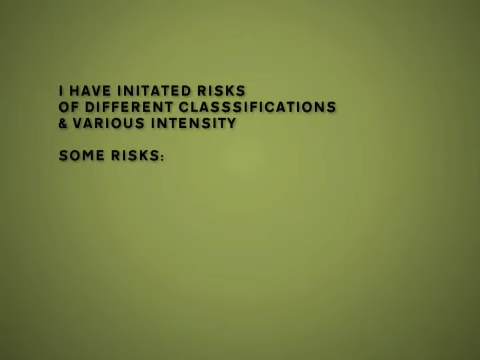 I HAVE INITATED RISKS
OF DIFFERENT CLASSSIFICATIONS
& VARIOUS INTENSITY
SOME RISKS: